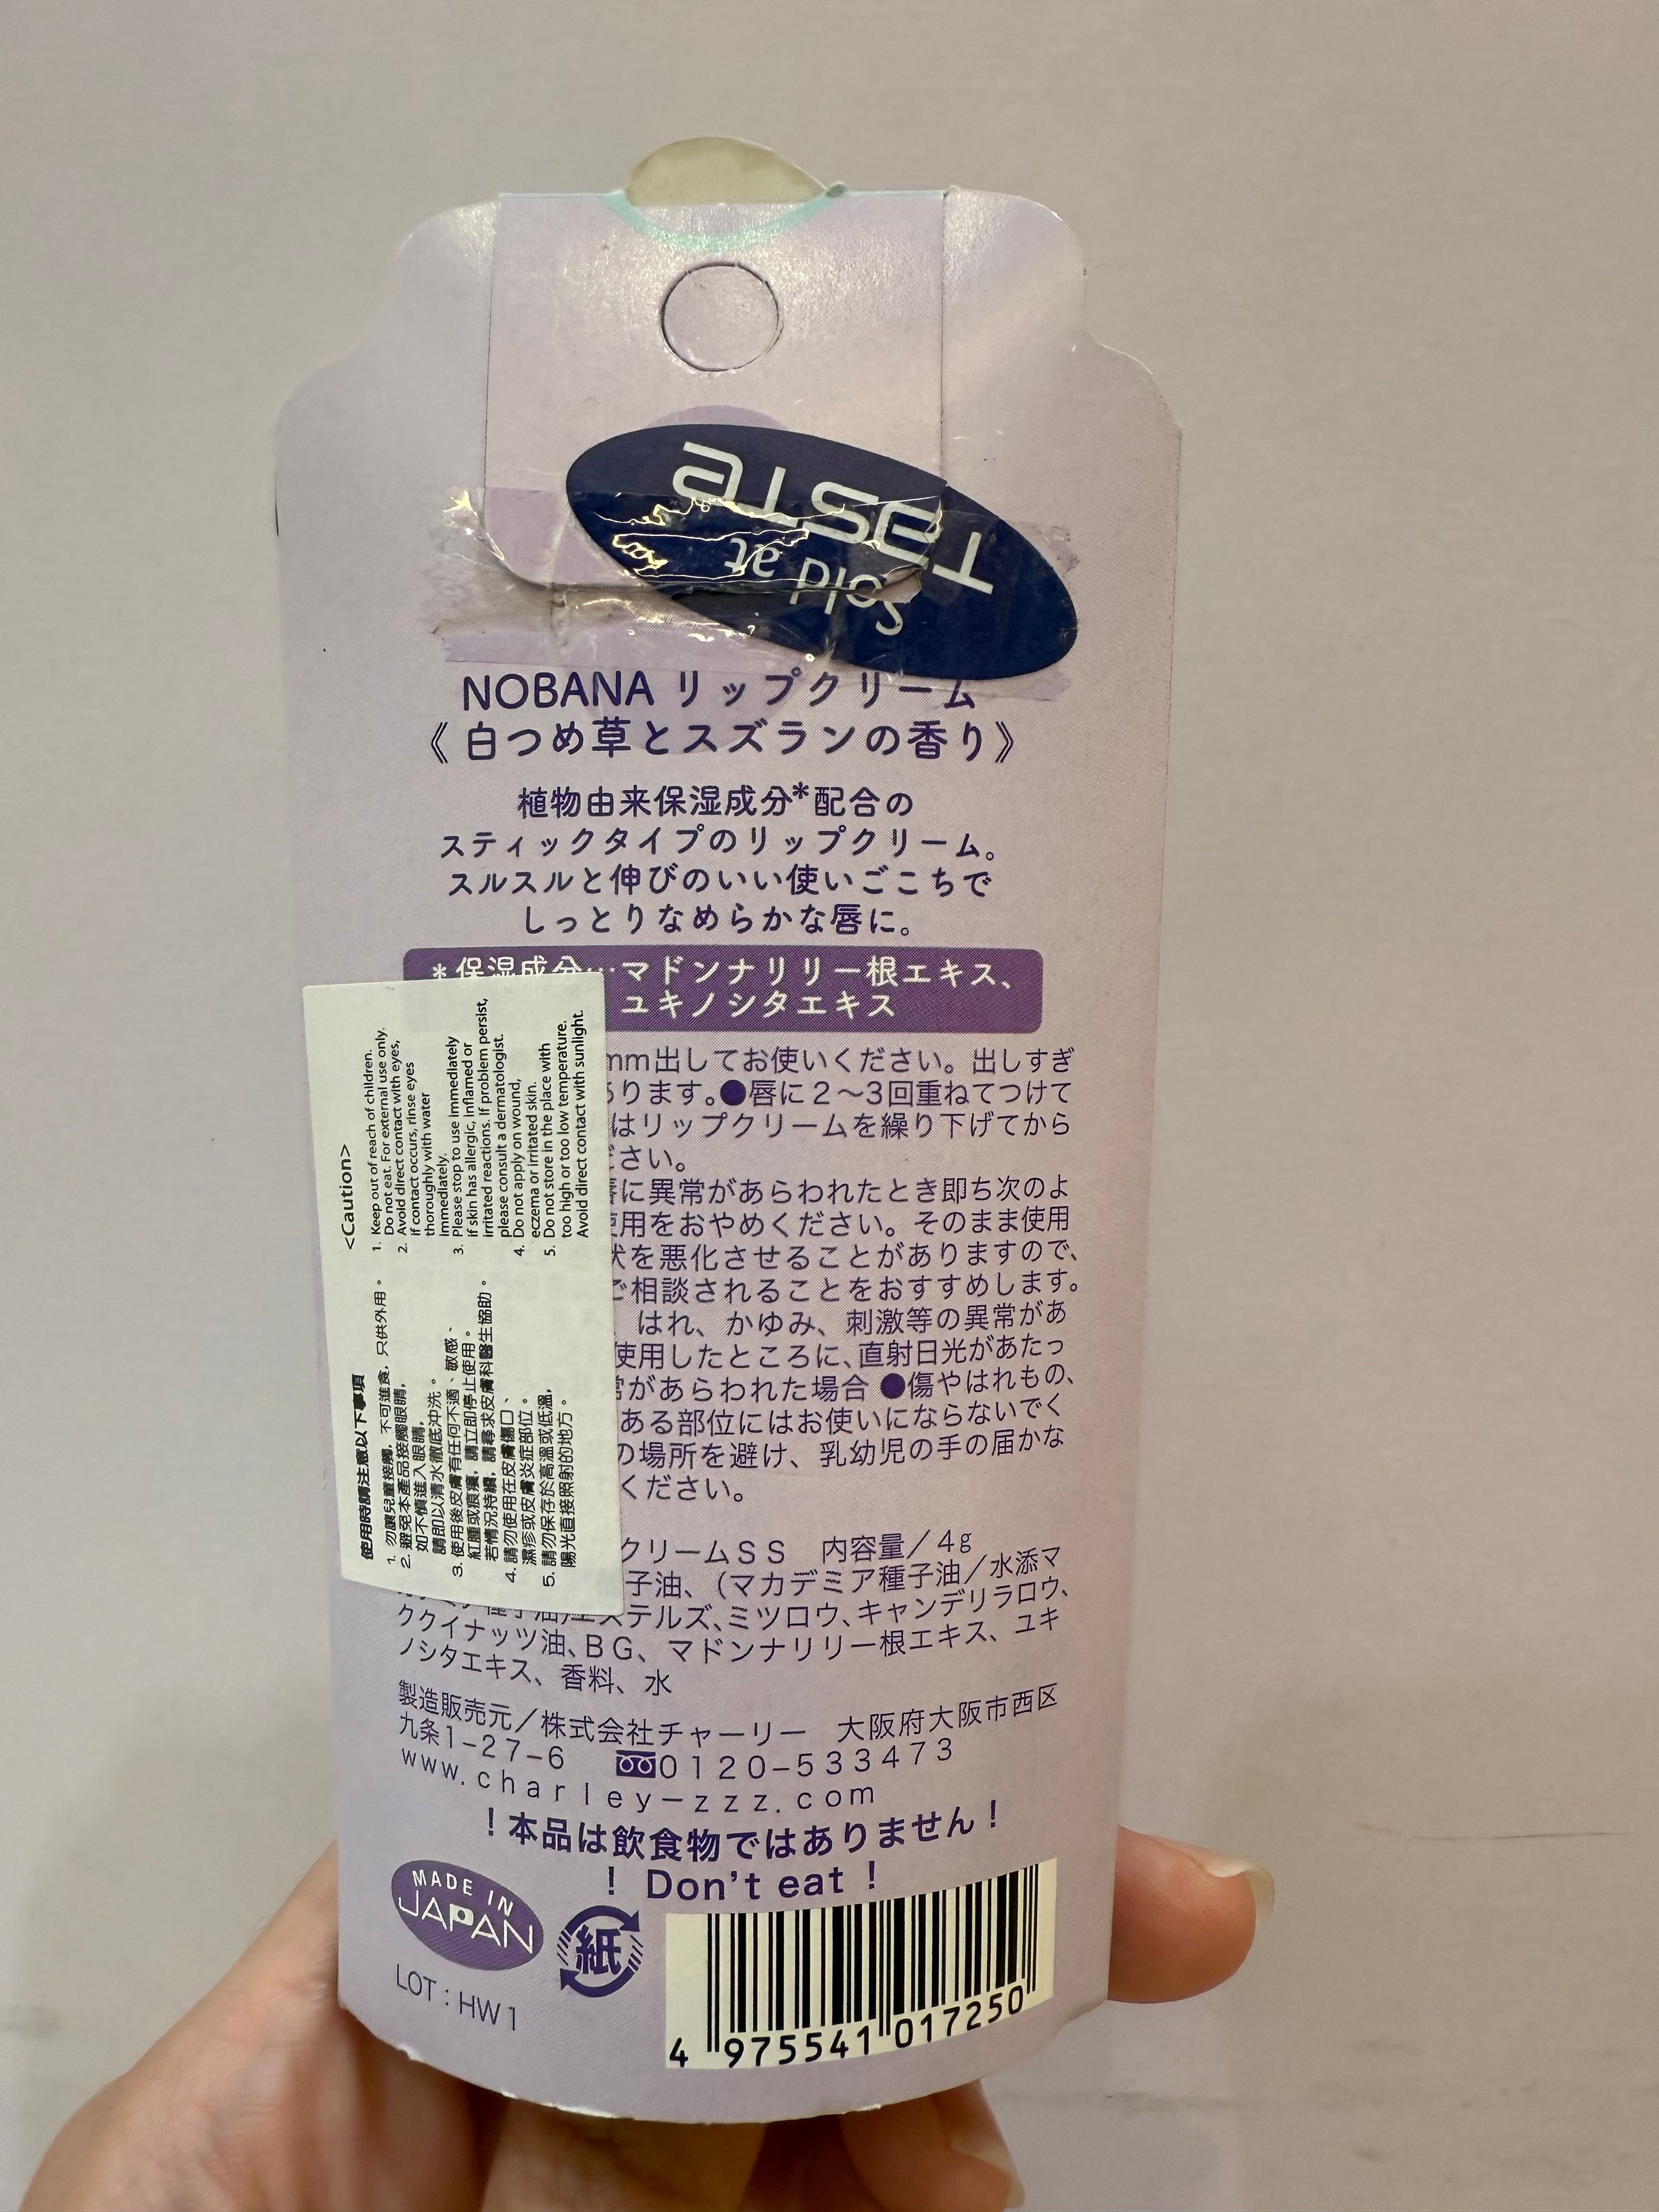 Sold at
TaSTe
NOBANA リップクリーム
《 白つめ草とスズランの香り》
植物由来保湿成分*配合の
スティックタイプのリップクリーム。
スルスルと伸びのいい使いごこちで
しっとりなめらかな唇に。
*保湿成分…マドンナリリー根エキス、
ユキノシタエキス
mm出してお使いください。出しすぎ
ります。●唇に2〜3回重ねてつけて
はリップクリームを繰り下げてから
さい。
に異常があらわれたとき即ち次のよ
用をおやめください。そのまま使用
を悪化させることがありますので、
ご相談されることをおすすめします。
はれ、かゆみ、刺激等の異常があ
使用したところに、直射日光があたっ
があらわれた場合 ●傷やはれもの、
ある部位にはお使いにならないでく
の場所を避け、乳幼児の手の届かな
ください。
クリームSS 内容量/4g
子油、(マカデミア種子油/水添マ
エステルズ、ミツロウ、キャンデリラロウ、
ククイナッツ油、BG、マドンナリリー根エキス、ユキ
ノシタエキス、香料、水
製造販売元/株式会社チャーリー 大阪府大阪市西区
九条1-27-6 0120-533473
www.charley-zzz.com
!本品は飲食物ではありません!
! Don't eat !
MADE IN
JAPAN
紙
LOT : HW1
4 975541 017250
<Caution>
1. Keep out of reach of children.
Do not eat. For external use only.
2. Avoid direct contact with eyes,
if contact occurs, rinse eyes
thoroughly with water
immediately.
3. Please stop to use immediately
if skin has allergic, inflamed or
irritated reactions. If problem persist,
please consult a dermatologist.
4. Do not apply on wound,
eczema or irritated skin.
5. Do not store in the place with
too high or too low temperature.
Avoid direct contact with sunlight.
使用時請注意以下事項
1. 勿讓兒童接觸,不可進食,只供外用。
2. 避免本產品接觸眼睛,
如不慎進入眼睛,
請即以清水徹底沖洗。
3. 使用後皮膚有任何不適、敏感、
紅腫或痕癢,請立即停止使用。
若情況持續,請尋求皮膚科醫生協助。
4. 請勿使用在皮膚傷口、
濕疹或皮膚炎症部位。
5. 請勿保存於高溫或低溫,
陽光直接照射的地方。